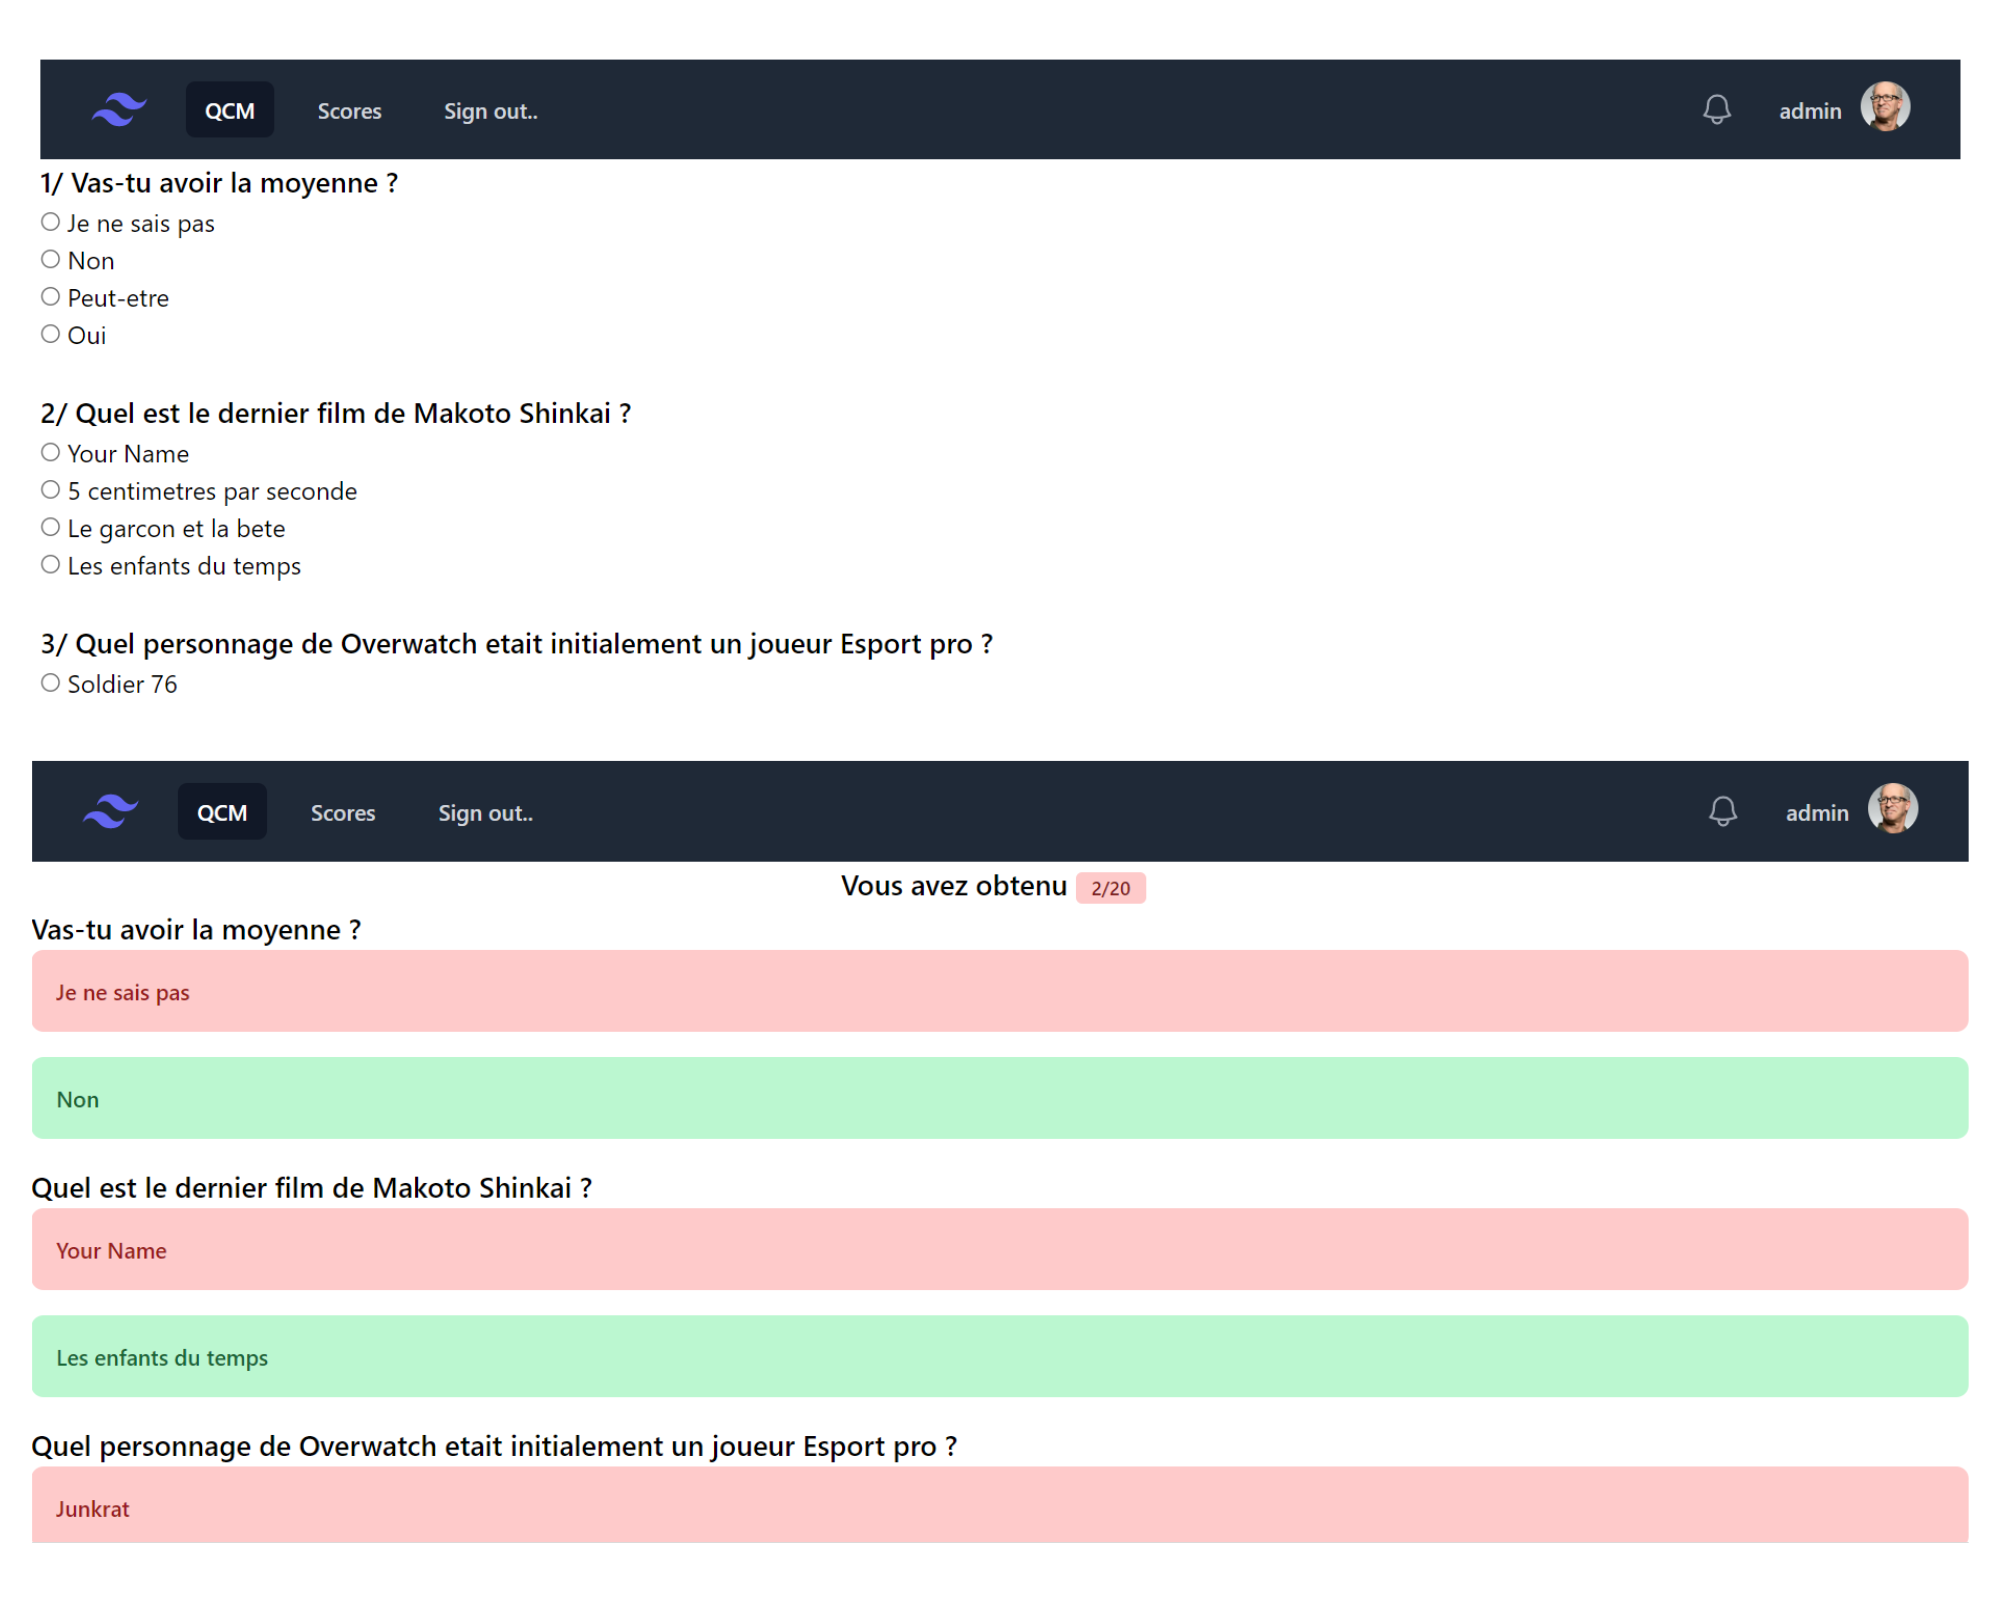 QCM Scores Sign out.. admin
1/ Vas-tu avoir la moyenne ?
Je ne sais pas
Non
Peut-etre
Oui
2/ Quel est le dernier film de Makoto Shinkai ?
Your Name
5 centimetres par seconde
Le garcon et la bete
Les enfants du temps
3/ Quel personnage de Overwatch etait initialement un joueur Esport pro ?
Soldier 76
QCM Scores Sign out.. admin
Vous avez obtenu 2/20
Vas-tu avoir la moyenne ?
Je ne sais pas
Non
Quel est le dernier film de Makoto Shinkai ?
Your Name
Les enfants du temps
Quel personnage de Overwatch etait initialement un joueur Esport pro ?
Junkrat